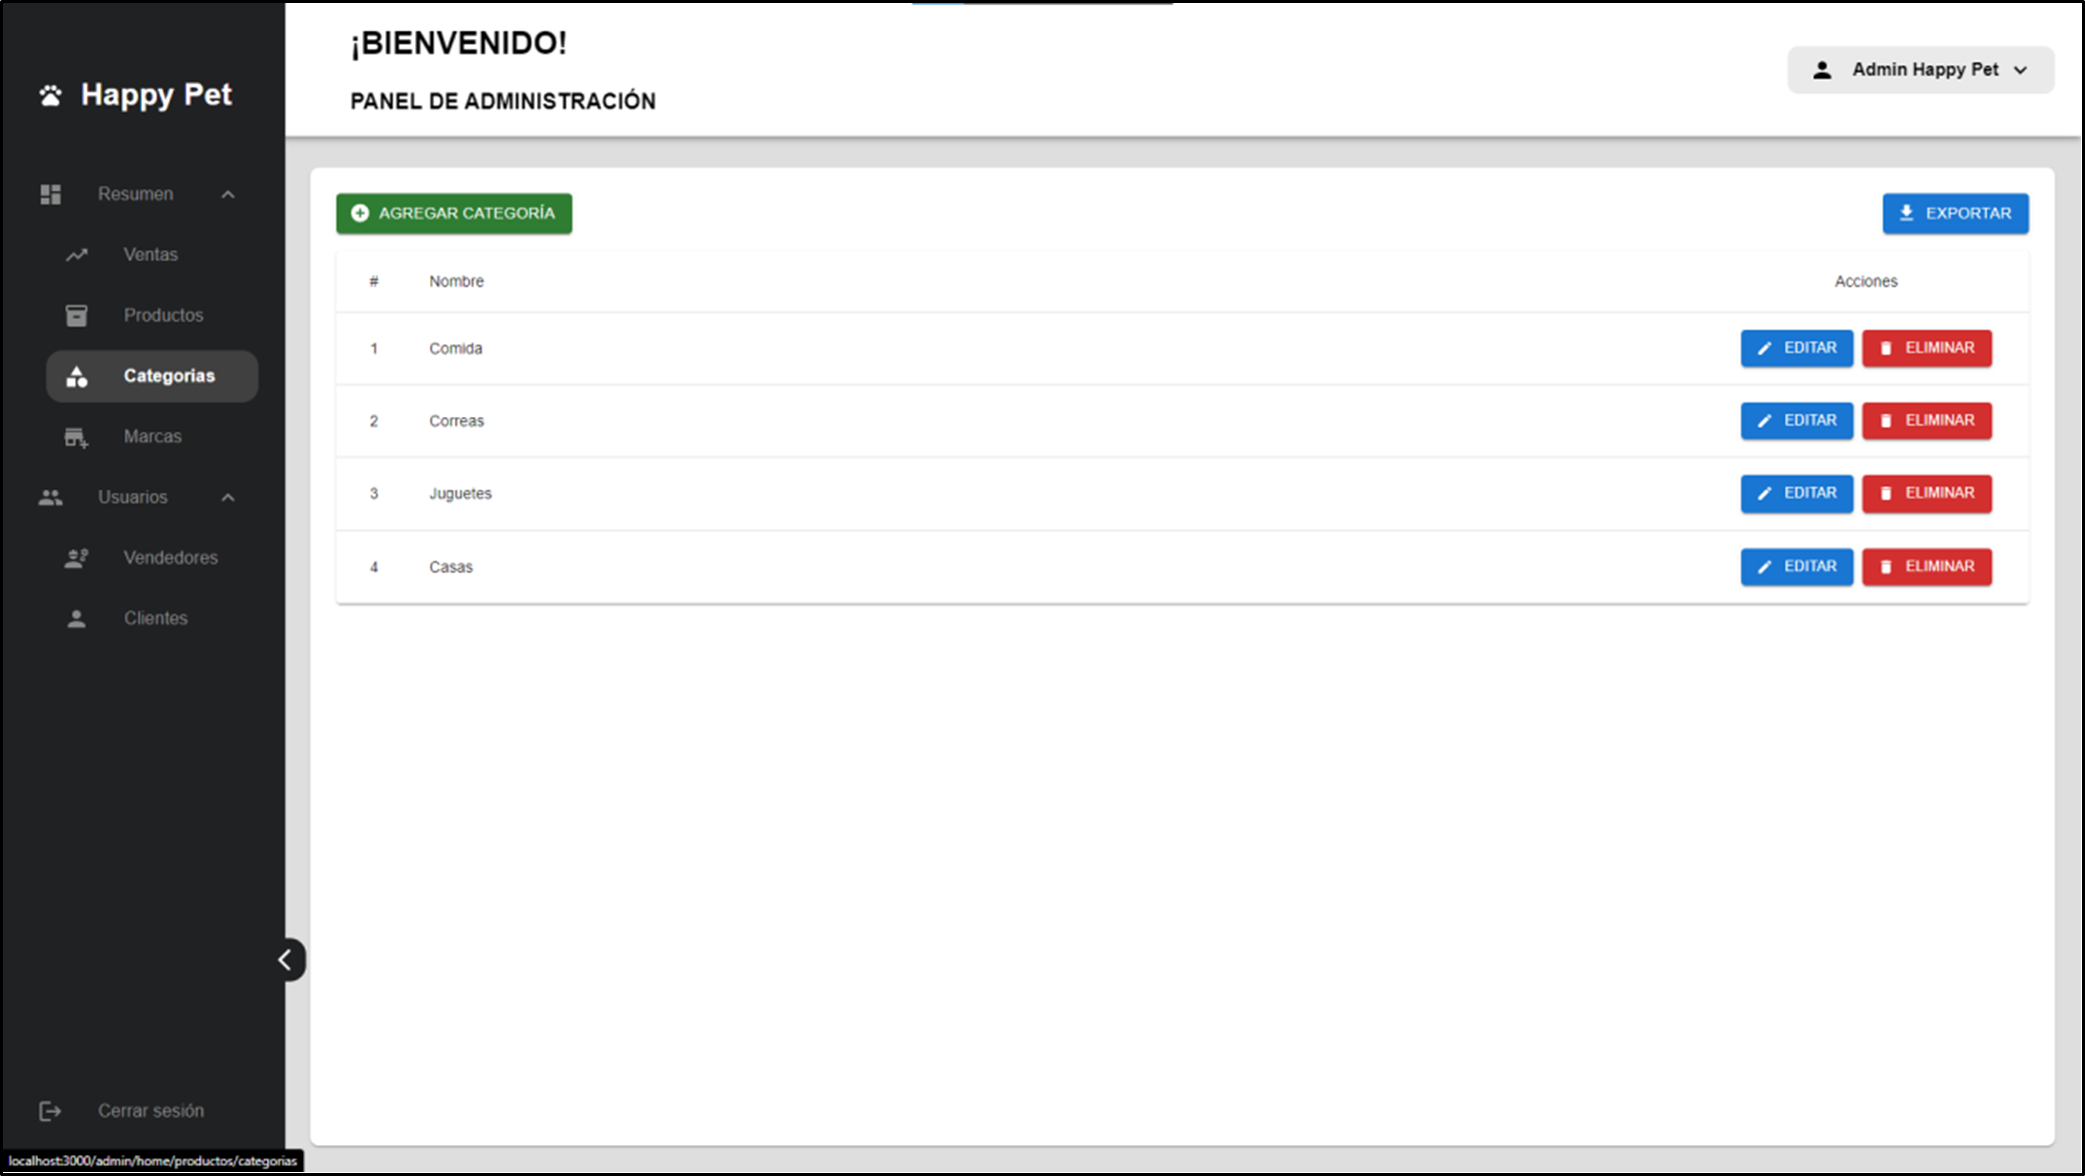 Happy Pet
Resumen
Ventas
Productos
Categorias
Marcas
Usuarios
Vendedores
Clientes
Cerrar sesión
localhost:3000/admin/home/productos/categorias
¡BIENVENIDO!
PANEL DE ADMINISTRACIÓN
Admin Happy Pet
AGREGAR CATEGORÍA
EXPORTAR
# Nombre Acciones
1 Comida EDITAR ELIMINAR
2 Correas EDITAR ELIMINAR
3 Juguetes EDITAR ELIMINAR
4 Casas EDITAR ELIMINAR